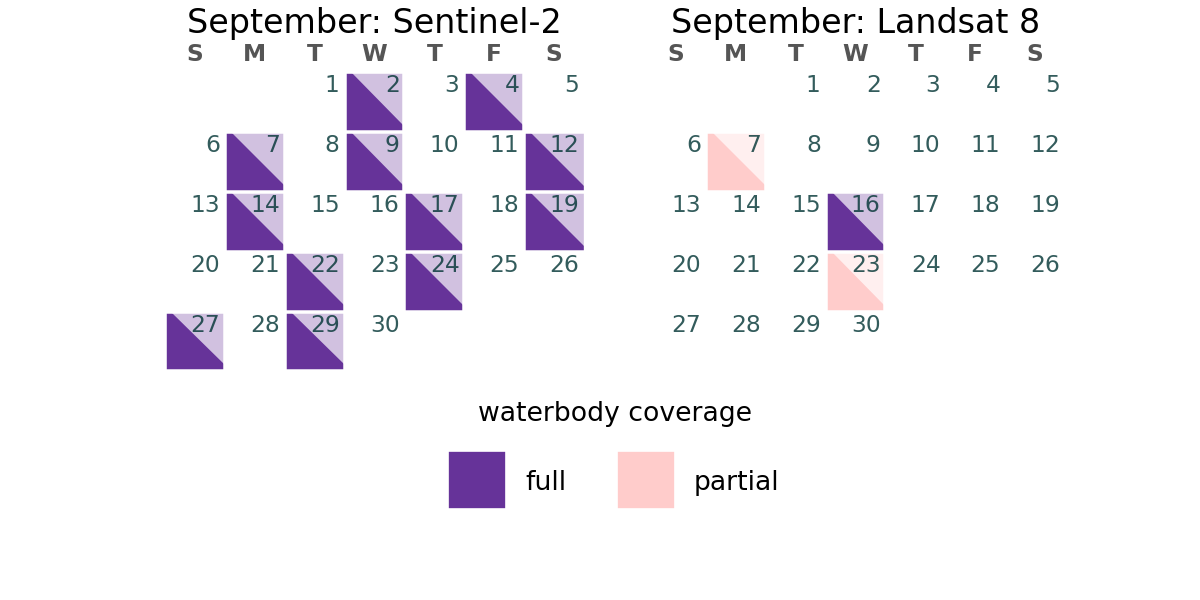 September: Sentinel-2
S M T W T F S
1 2 3 4 5
6 7 8 9 10 11 12
13 14 15 16 17 18 19
20 21 22 23 24 25 26
27 28 29 30
September: Landsat 8
S M T W T F S
1 2 3 4 5
6 7 8 9 10 11 12
13 14 15 16 17 18 19
20 21 22 23 24 25 26
27 28 29 30
waterbody coverage
full
partial